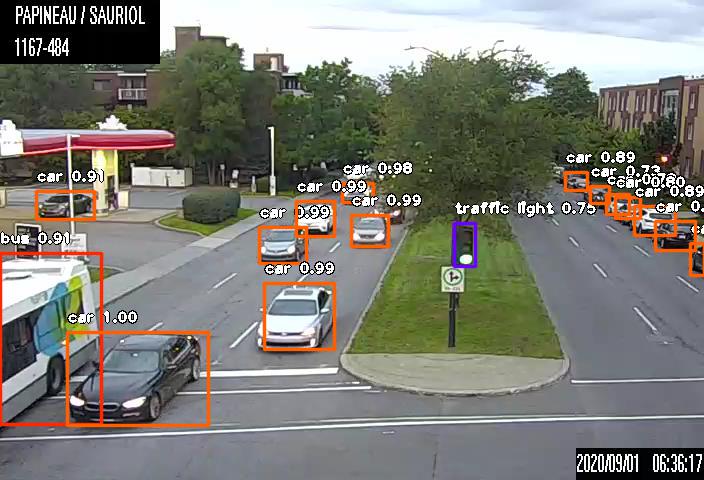 PAPINEAU / SAURIOL
1167-484
car 0.98
car 0.89
car 0.91
car 0.99
car 0.99
car 0.99
traffic light 0.75
bus 0.91
car 0.99
car 1.00
2020/09/01 06:36:17